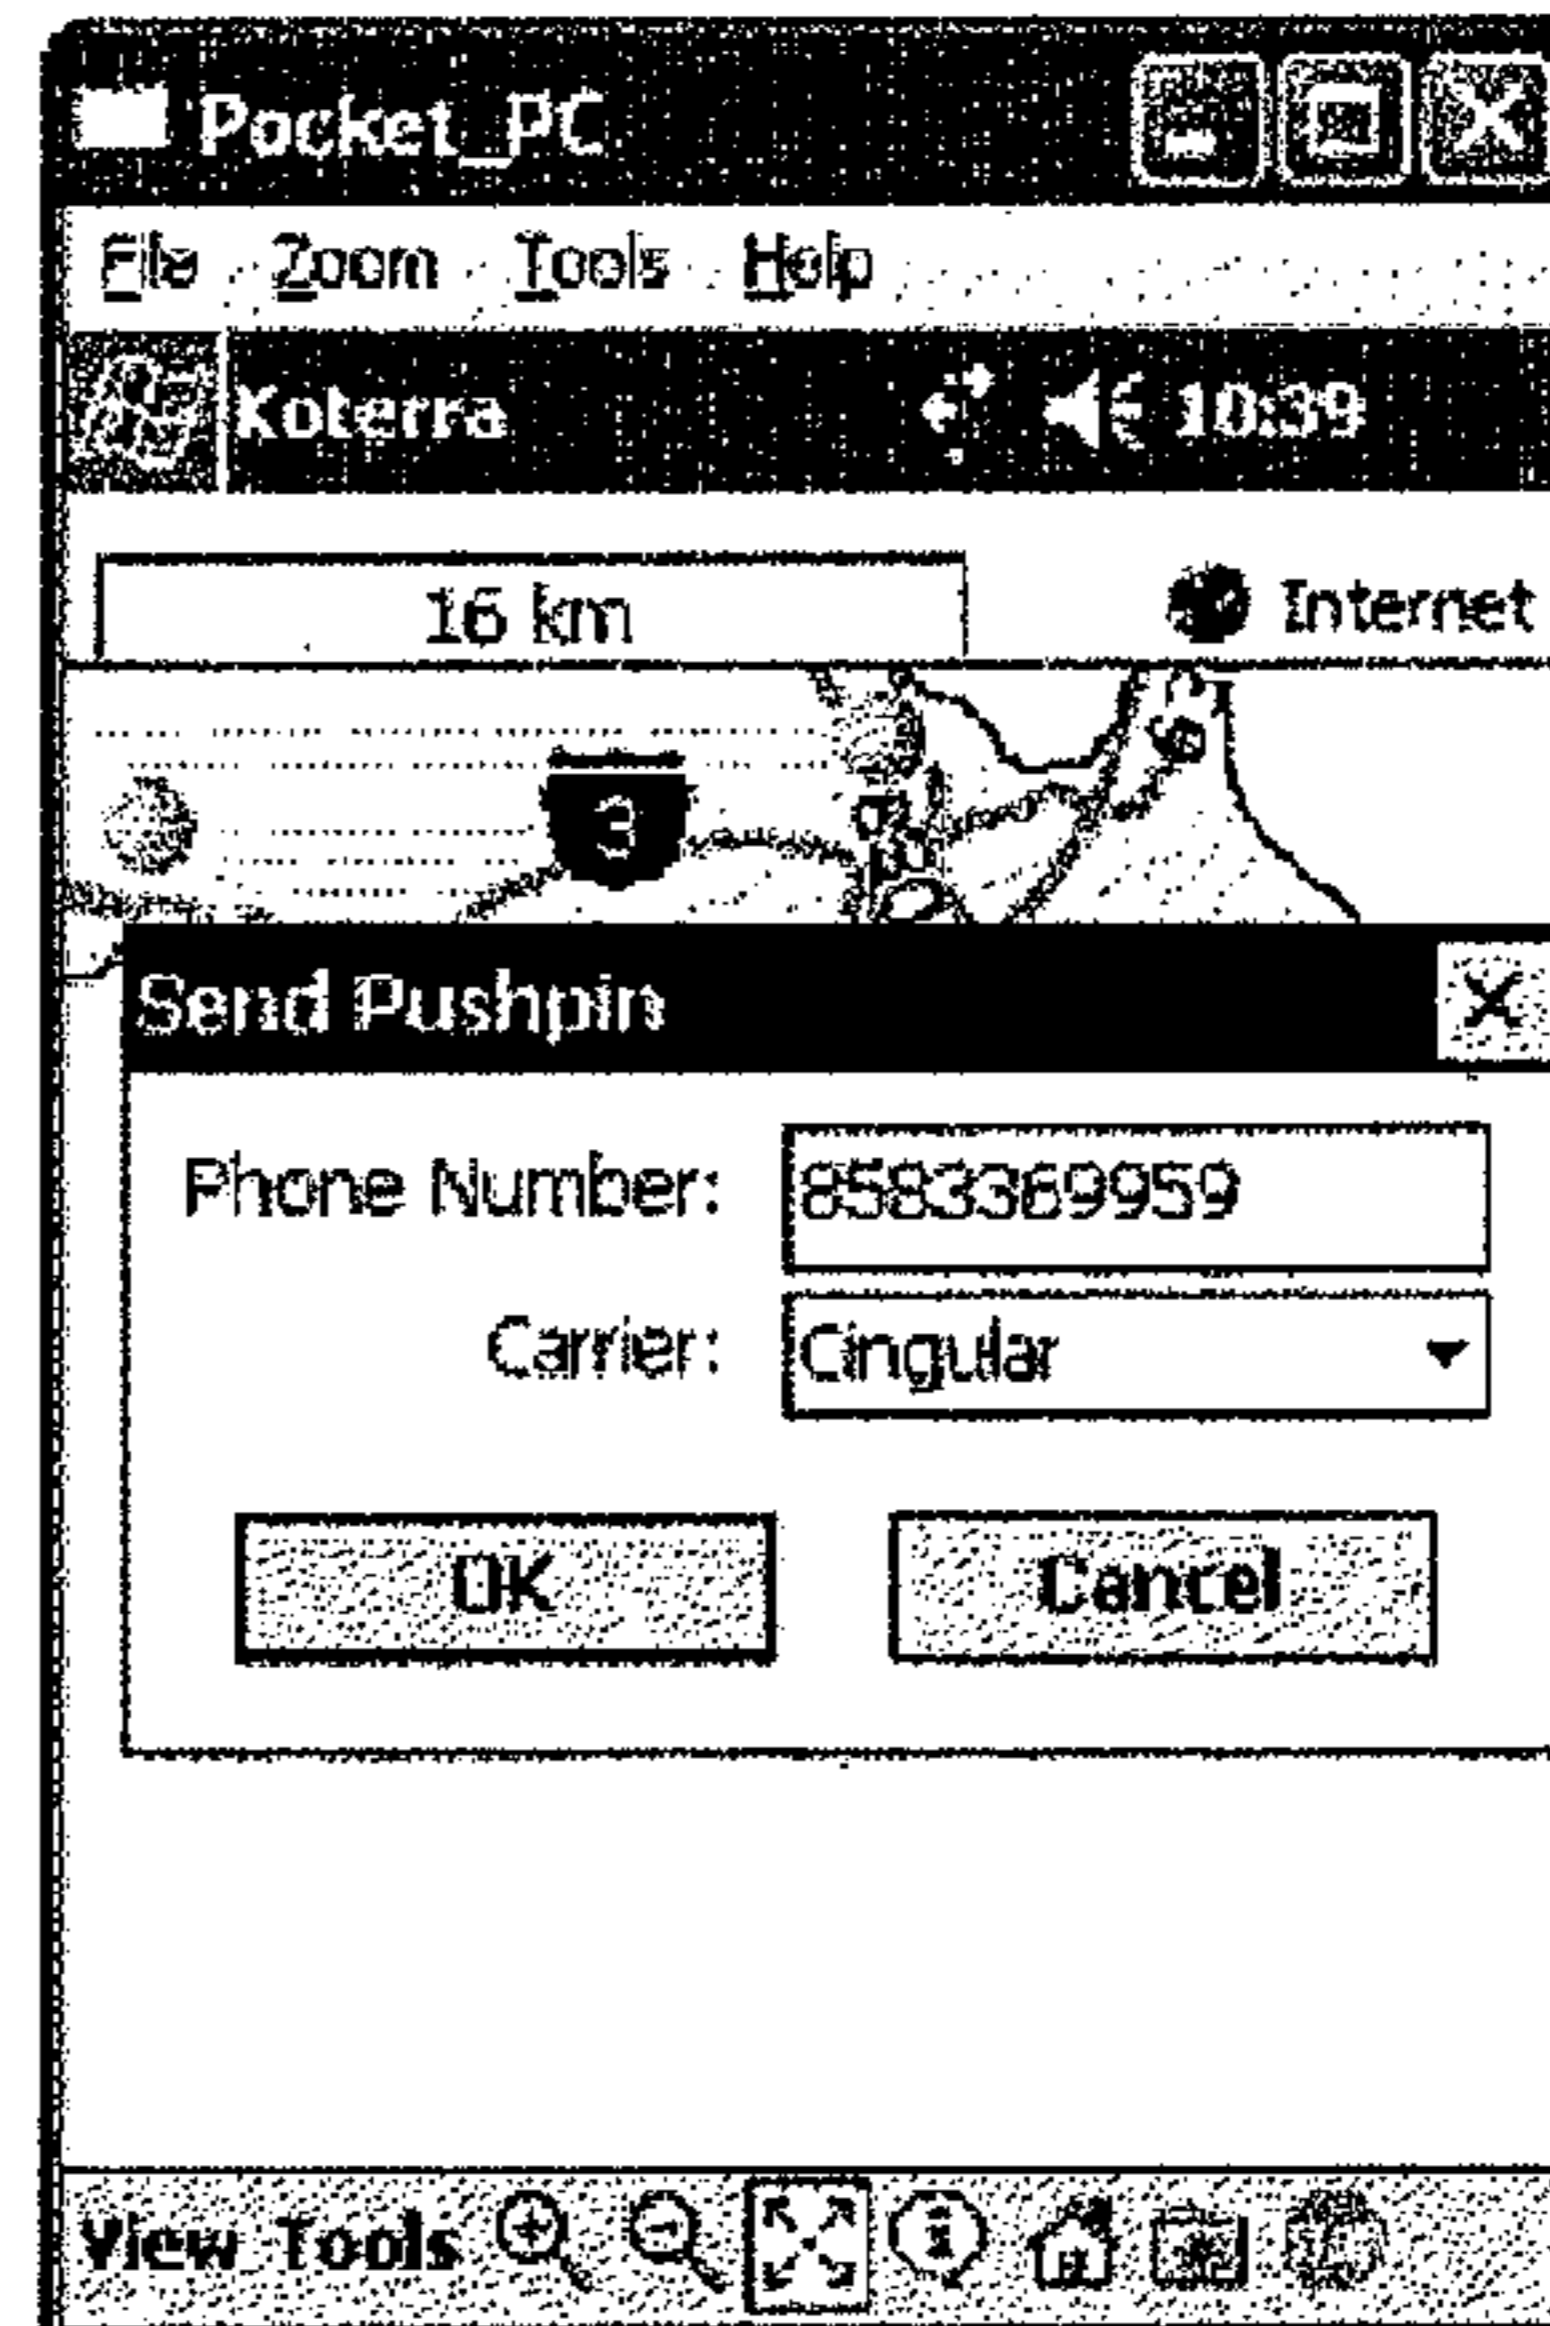 Pocket_PC
File Zoom Tools Help
Koterra 10:39
16 km Internet
3
Send Pushpin
Phone Number: 8583369959
Carrier: Cingular
OK Cancel
View Tools